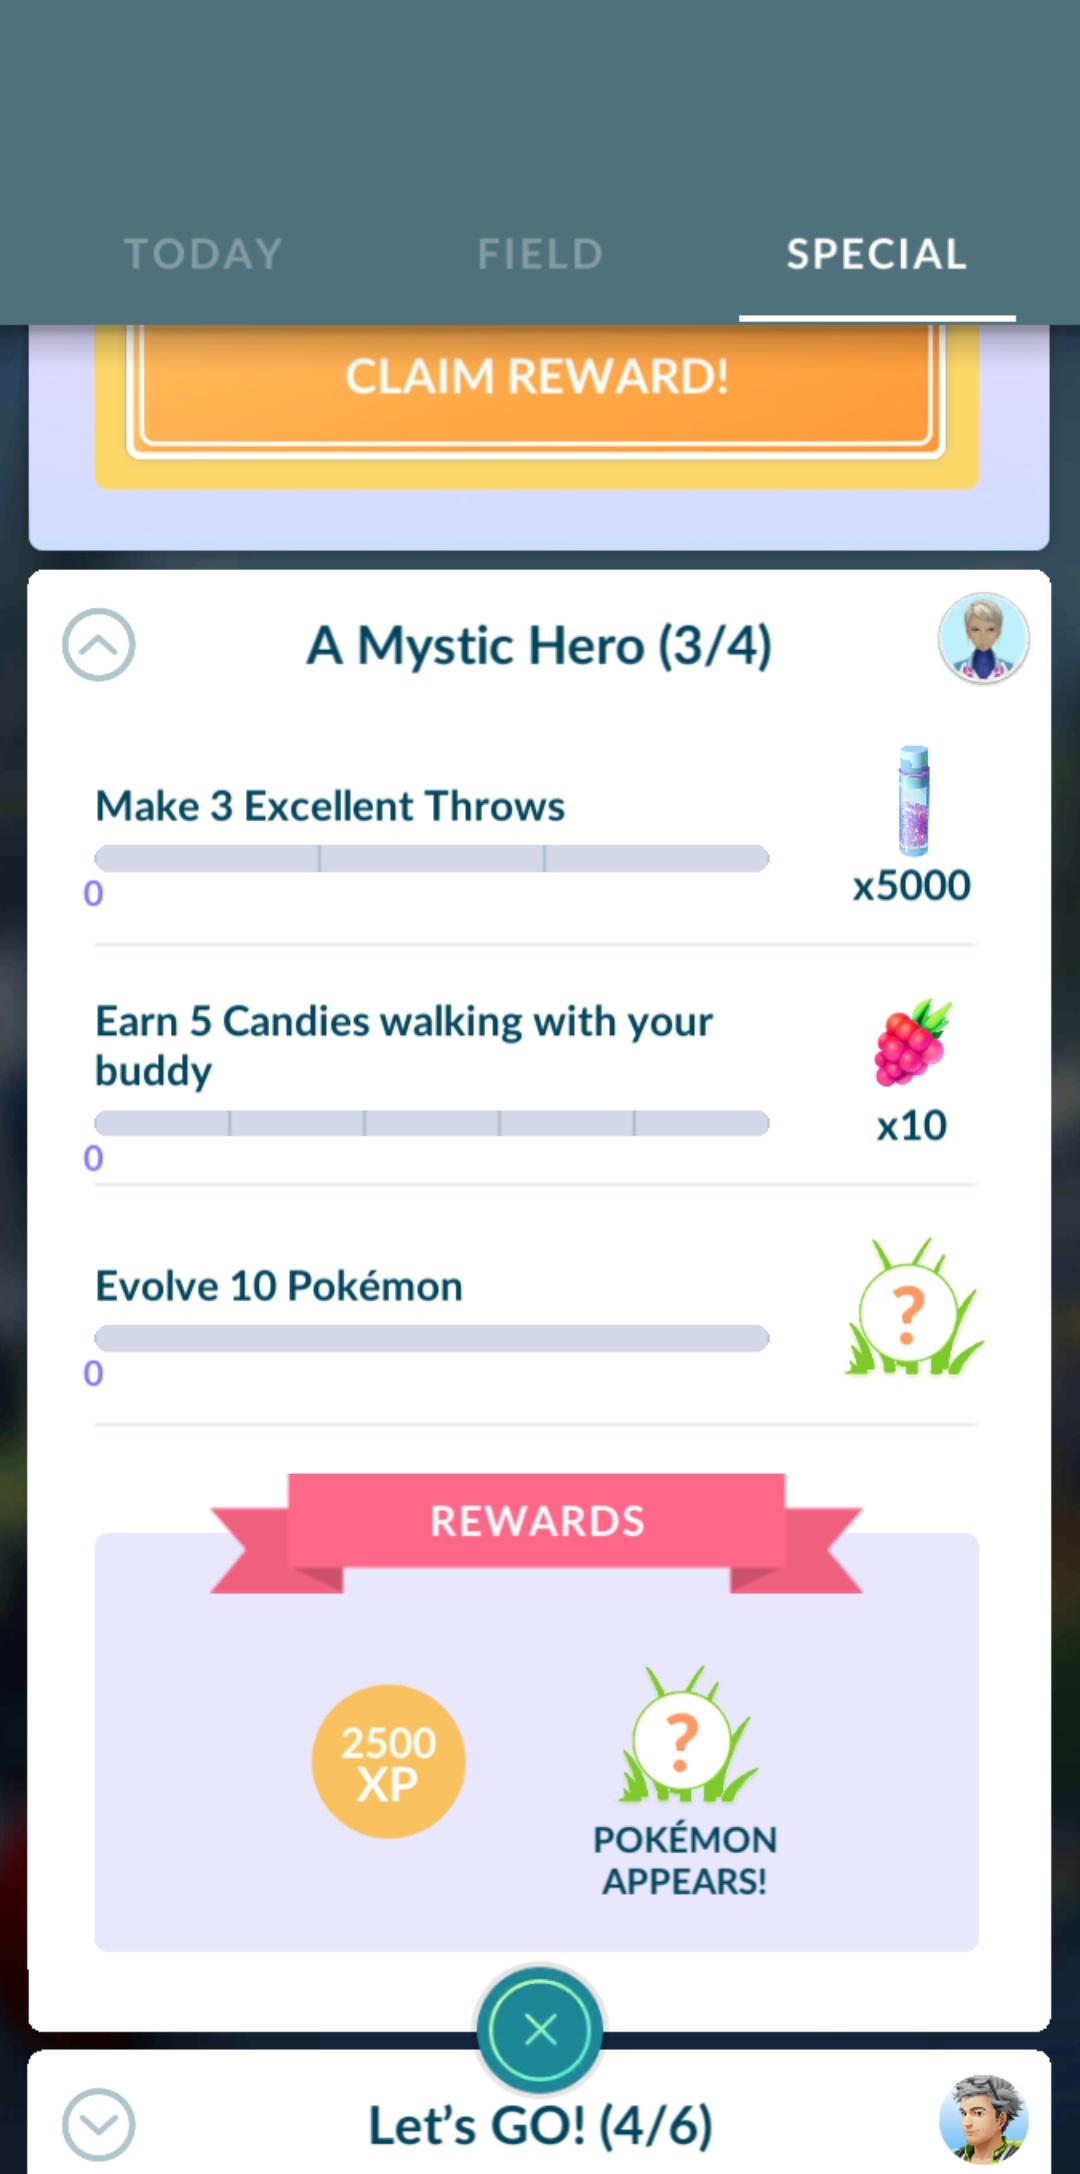 TODAY FIELD SPECIAL
CLAIM REWARD!
A Mystic Hero (3/4)
Make 3 Excellent Throws
0
x5000
Earn 5 Candies walking with your
buddy
0
x10
Evolve 10 Pokémon
0
?
REWARDS
2500
XP
?
POKÉMON
APPEARS!
Let's GO! (4/6)